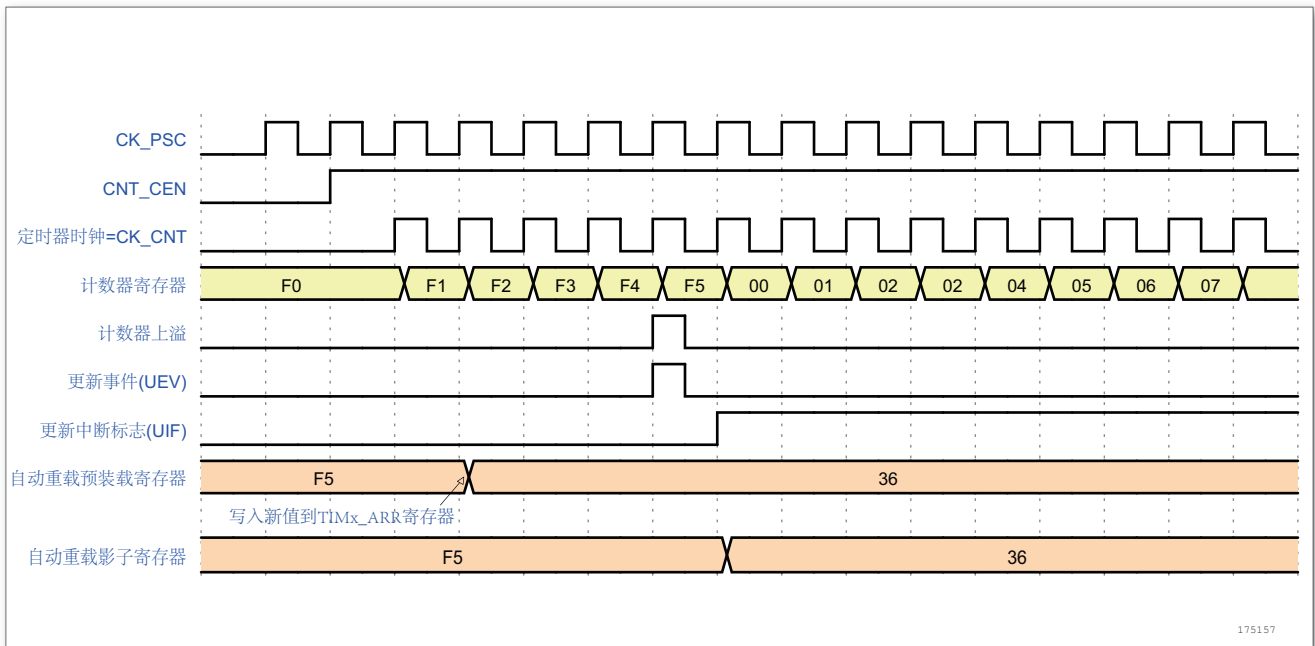 CK_PSC
CNT_CEN
定时器时钟=CK_CNT
计数器寄存器 F0 F1 F2 F3 F4 F5 00 01 02 02 04 05 06 07
计数器上溢
更新事件(UEV)
更新中断标志(UIF)
自动重载预装载寄存器 F5 36
写入新值到TIMx_ARR寄存器
自动重载影子寄存器 F5 36
175157